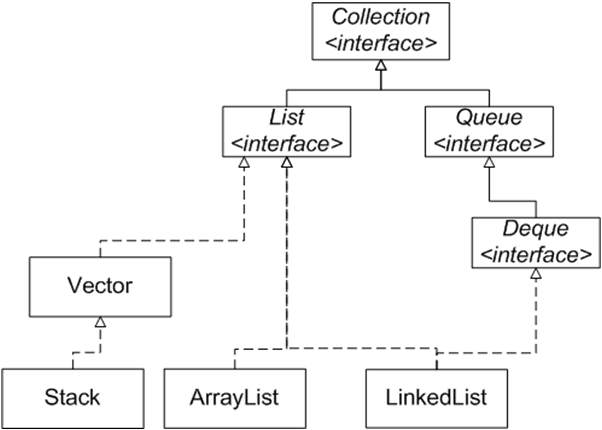 Collection
<interface>
List
<interface>
Queue
<interface>
Deque
<interface>
Vector
Stack
ArrayList
LinkedList